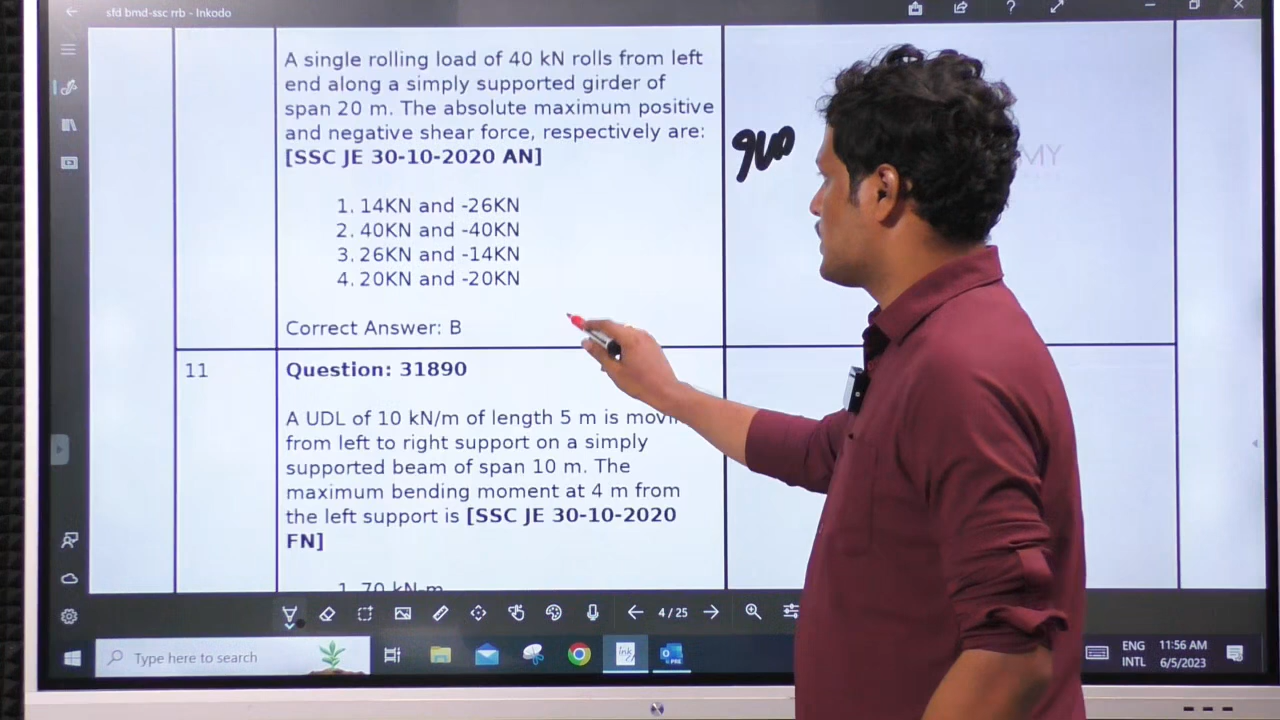 sfd bmd-ssc rrb - Inkodo
A single rolling load of 40 kN rolls from left
end along a simply supported girder of
span 20 m. The absolute maximum positive
and negative shear force, respectively are:
[SSC JE 30-10-2020 AN]
1. 14KN and -26KN
2. 40KN and -40KN
3. 26KN and -14KN
4. 20KN and -20KN
Correct Answer: B
MY
11
Question: 31890
A UDL of 10 kN/m of length 5 m is
from left to right support on a simply
supported beam of span 10 m. The
maximum bending moment at 4 m from
the left support is [SSC JE 30-10-2020
FN]
1. 70 kN-m
4/25
Type here to search
ENG
INTL
11:56 AM
6/5/2023